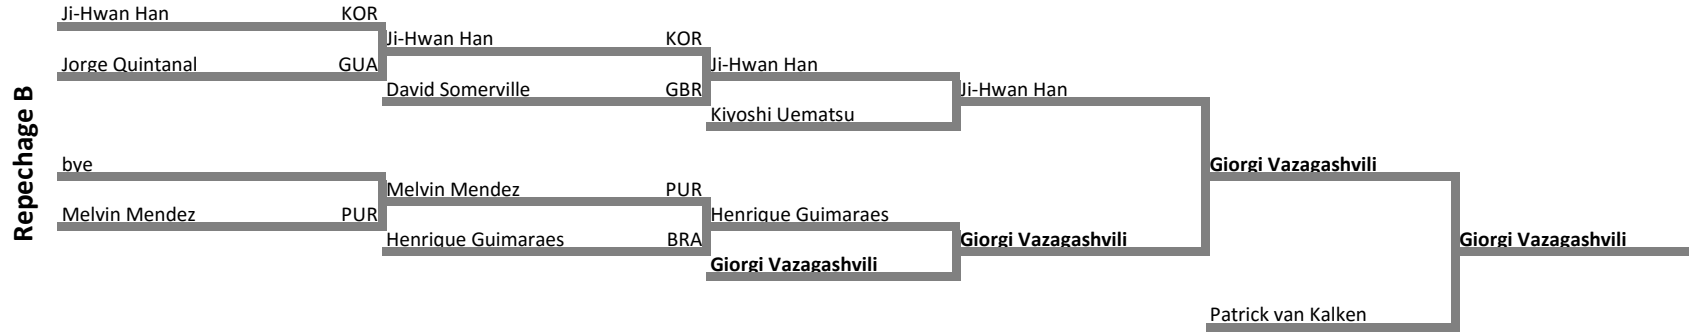 Repechage B
Ji-Hwan Han KOR
Jorge Quintanal GUA
bye
Melvin Mendez PUR
Ji-Hwan Han KOR
David Somerville GBR
Melvin Mendez PUR
Henrique Guimaraes BRA
Ji-Hwan Han
Kiyoshi Uematsu
Henrique Guimaraes
Giorgi Vazagashvili
Ji-Hwan Han
Giorgi Vazagashvili
Giorgi Vazagashvili
Patrick van Kalken
Giorgi Vazagashvili